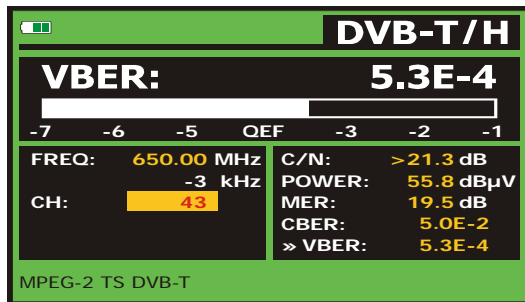 DVB-T/H
VBER: 5.3E-4
-7 -6 -5 QEF -3 -2 -1
FREQ: 650.00 MHz
-3 kHz
CH: 43
C/N: >21.3 dB
POWER: 55.8 dBµV
MER: 19.5 dB
CBER: 5.0E-2
» VBER: 5.3E-4
MPEG-2 TS DVB-T